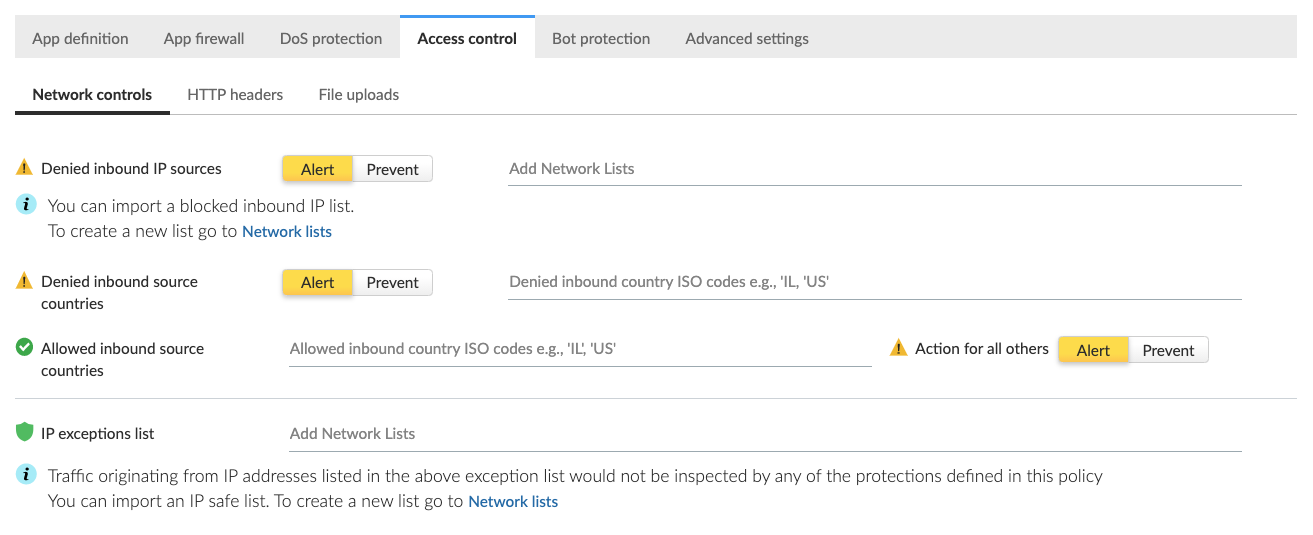 App definition App firewall DoS protection Access control Bot protection Advanced settings
Network controls HTTP headers File uploads
Denied inbound IP sources Alert Prevent Add Network Lists
You can import a blocked inbound IP list.
To create a new list go to Network lists
Denied inbound source Alert Prevent Denied inbound country ISO codes e.g., 'IL, 'US'
countries
Allowed inbound source Allowed inbound country ISO codes e.g., 'IL', 'US' Action for all others Alert Prevent
countries
IP exceptions list Add Network Lists
Traffic originating from IP addresses listed in the above exception list would not be inspected by any of the protections defined in this policy
You can import an IP safe list. To create a new list go to Network lists